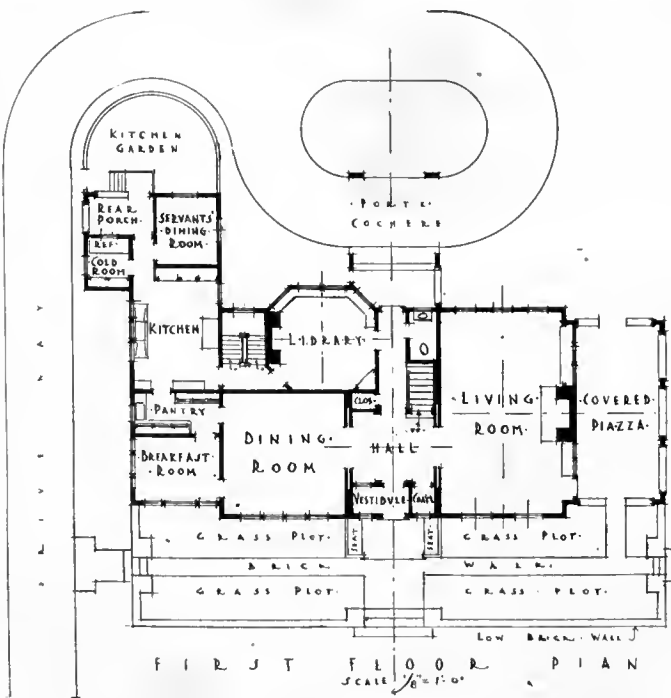 KITCHEN
GARDEN
REAR
PORCH
SERVANTS'
DINING
ROOM
REF.
COLD
ROOM
PORTE
COCHERE
KITCHEN
LIBRARY
PANTRY
CLOS.
LIVING
ROOM
COVERED
PIAZZA
DINING
ROOM
HALL
BREAKFAST
ROOM
VESTIBULE
DRIVE WAY
SEAT
SEAT
GRASS PLOT
GRASS PLOT
BRICK WALK
GRASS PLOT
GRASS PLOT
LOW BRICK WALL
FIRST FLOOR PLAN
SCALE 1/8"=1'-0"